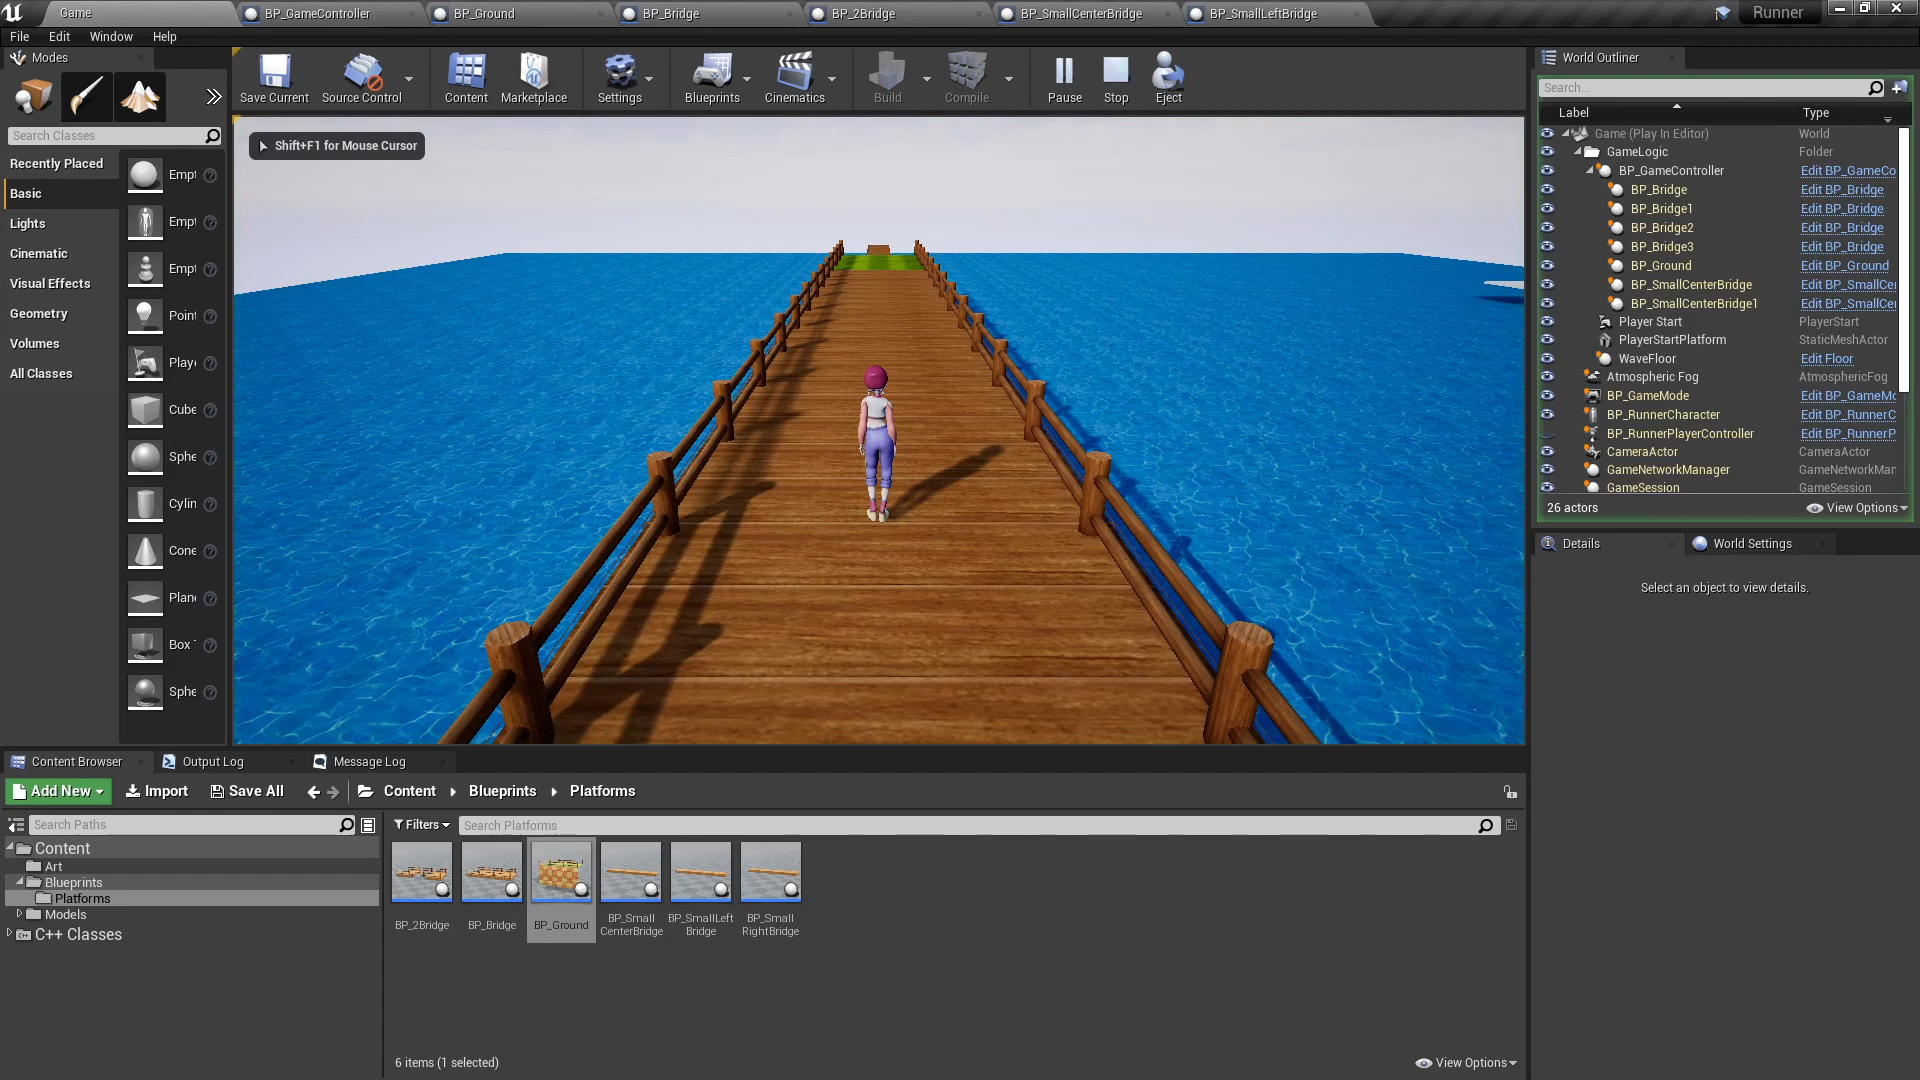 Game
BP_GameController
BP_Ground
BP_Bridge
BP_2Bridge
BP_SmallCenterBridge
BP_SmallLeftBridge
Runner
File Edit Window Help
Modes
Search Classes
Recently Placed
Basic
Lights
Cinematic
Visual Effects
Geometry
Volumes
All Classes
Empt
Empt
Empt
Point
Playe
Cube
Sphe
Cylin
Cone
Plane
Box
Sphe
Save Current
Source Control
Content
Marketplace
Settings
Blueprints
Cinematics
Build
Compile
Pause
Stop
Eject
Shift+F1 for Mouse Cursor
World Outliner
Search...
Label Type
Game (Play In Editor) World
GameLogic Folder
BP_GameController Edit BP_GameCo
BP_Bridge Edit BP_Bridge
BP_Bridge1 Edit BP_Bridge
BP_Bridge2 Edit BP_Bridge
BP_Bridge3 Edit BP_Bridge
BP_Ground Edit BP_Ground
BP_SmallCenterBridge Edit BP_SmallCe
BP_SmallCenterBridge1 Edit BP_SmallCe
Player Start PlayerStart
PlayerStartPlatform StaticMeshActor
WaveFloor Edit Floor
Atmospheric Fog AtmosphericFog
BP_GameMode Edit BP_GameMo
BP_RunnerCharacter Edit BP_RunnerC
BP_RunnerPlayerController Edit BP_RunnerP
CameraActor CameraActor
GameNetworkManager GameNetworkMan
GameSession GameSession
26 actors View Options
Details World Settings
Select an object to view details.
Content Browser Output Log Message Log
Add New Import Save All Content Blueprints Platforms
Search Paths
Content
Art
Blueprints
Platforms
Models
C++ Classes
Filters Search Platforms
BP_2Bridge
BP_Bridge
BP_Ground
BP_Small
CenterBridge
BP_SmallLeft
Bridge
BP_Small
RightBridge
6 items (1 selected) View Options